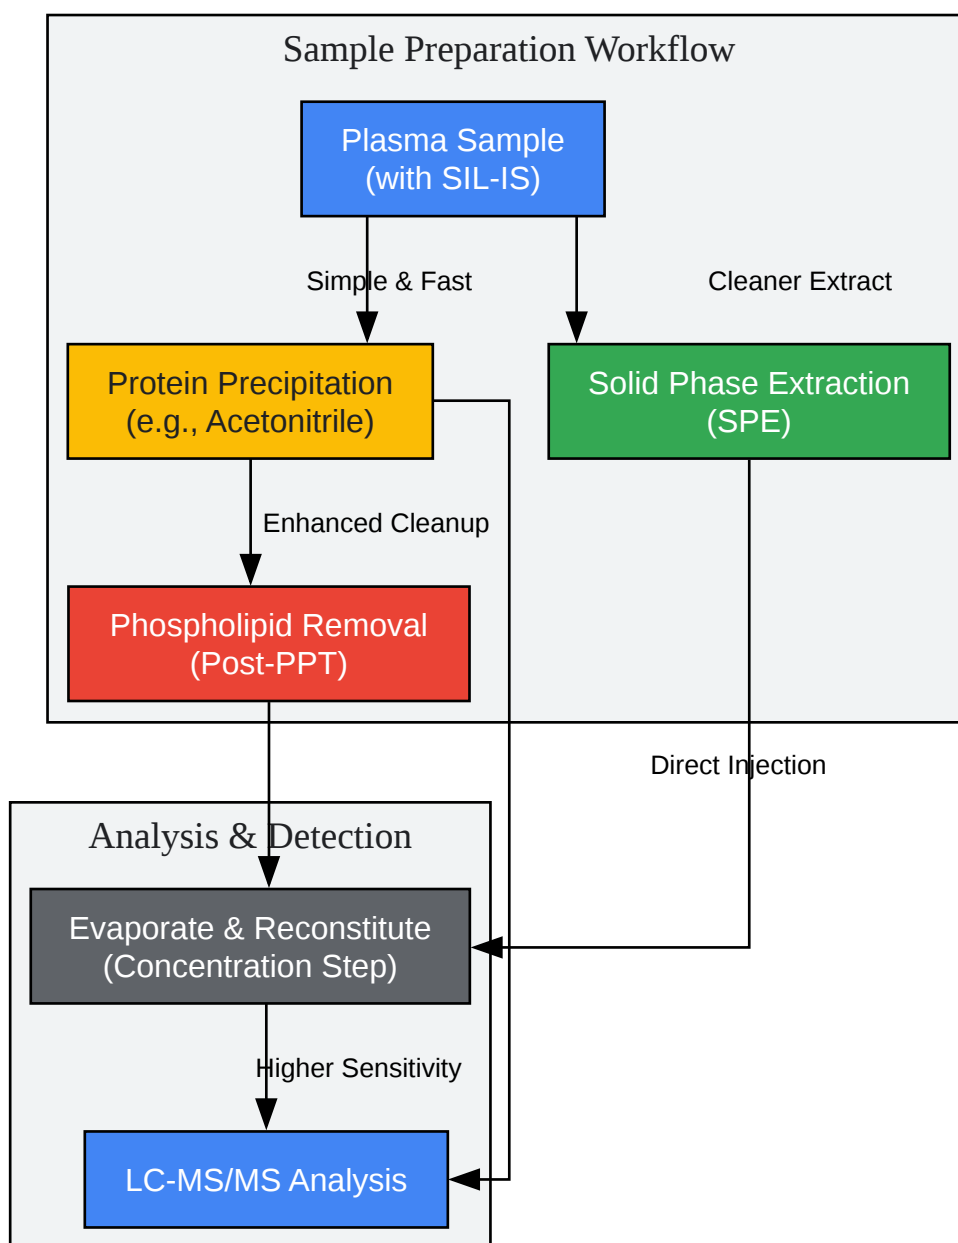 Sample Preparation Workflow
Plasma Sample
(with SIL-IS)
Simple & Fast
Cleaner Extract
Protein Precipitation
(e.g., Acetonitrile)
Solid Phase Extraction
(SPE)
Enhanced Cleanup
Phospholipid Removal
(Post-PPT)
Direct Injection
Analysis & Detection
Evaporate & Reconstitute
(Concentration Step)
Higher Sensitivity
LC-MS/MS Analysis